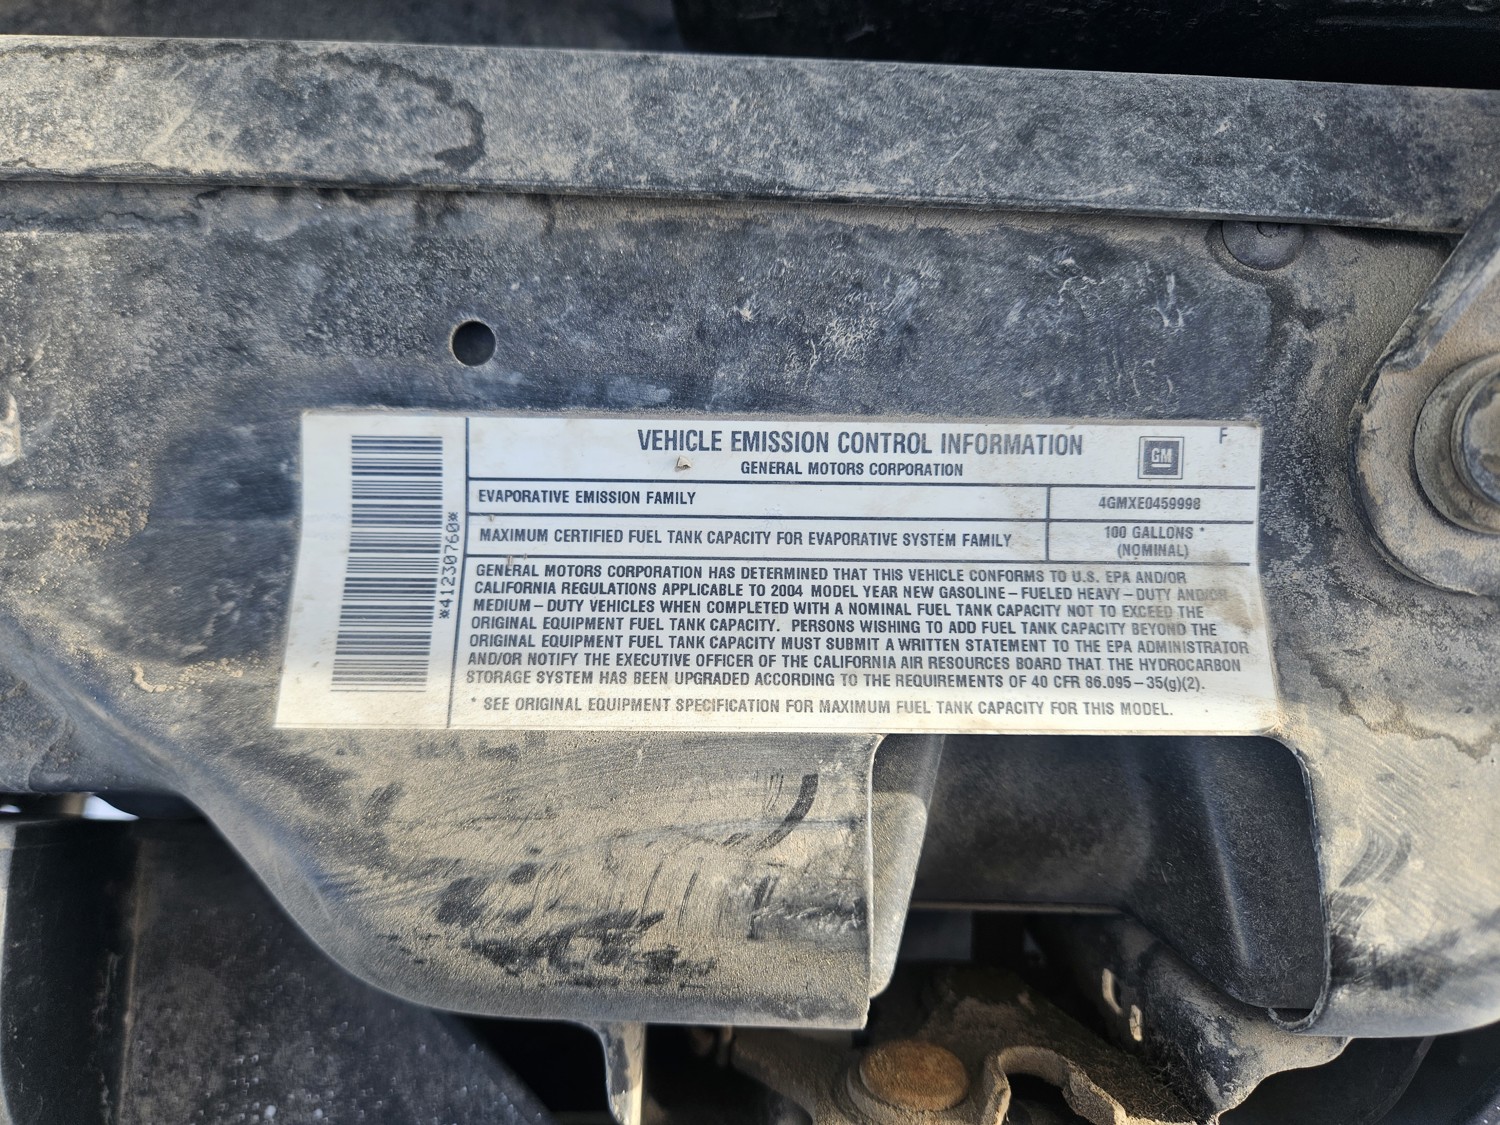 VEHICLE EMISSION CONTROL INFORMATION
GENERAL MOTORS CORPORATION
GM
F
EVAPORATIVE EMISSION FAMILY
4GMXE0459998
MAXIMUM CERTIFIED FUEL TANK CAPACITY FOR EVAPORATIVE SYSTEM FAMILY
100 GALLONS *
(NOMINAL)
GENERAL MOTORS CORPORATION HAS DETERMINED THAT THIS VEHICLE CONFORMS TO U.S. EPA AND/OR
CALIFORNIA REGULATIONS APPLICABLE TO 2004 MODEL YEAR NEW GASOLINE-FUELED HEAVY-DUTY AND/OR
MEDIUM-DUTY VEHICLES WHEN COMPLETED WITH A NOMINAL FUEL TANK CAPACITY NOT TO EXCEED THE
ORIGINAL EQUIPMENT FUEL TANK CAPACITY. PERSONS WISHING TO ADD FUEL TANK CAPACITY BEYOND THE
ORIGINAL EQUIPMENT FUEL TANK CAPACITY MUST SUBMIT A WRITTEN STATEMENT TO THE EPA ADMINISTRATOR
AND/OR NOTIFY THE EXECUTIVE OFFICER OF THE CALIFORNIA AIR RESOURCES BOARD THAT THE HYDROCARBON
STORAGE SYSTEM HAS BEEN UPGRADED ACCORDING TO THE REQUIREMENTS OF 40 CFR 86.095-35(g)(2).
* SEE ORIGINAL EQUIPMENT SPECIFICATION FOR MAXIMUM FUEL TANK CAPACITY FOR THIS MODEL.
*41230760*